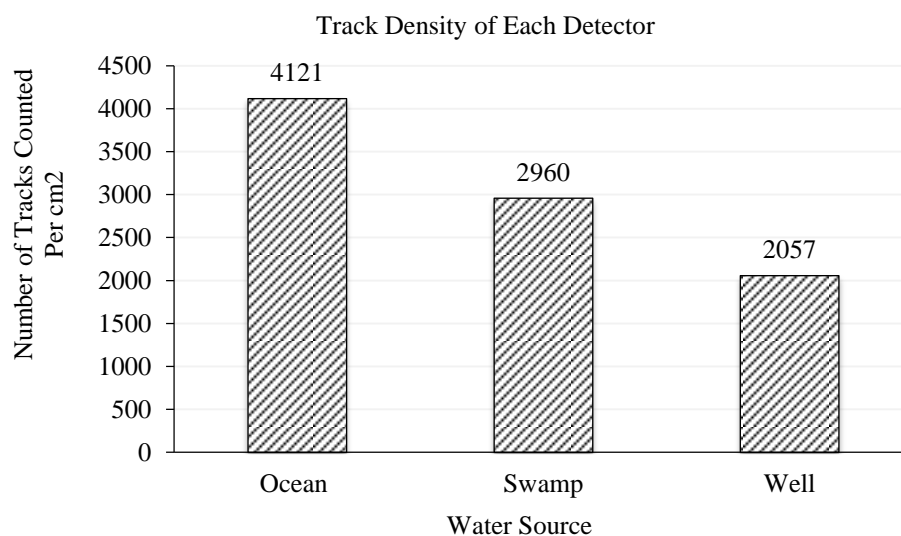 Track Density of Each Detector
Number of Tracks Counted
Per cm2
4500
4000
3500
3000
2500
2000
1500
1000
500
0
4121
2960
2057
Ocean
Swamp
Well
Water Source